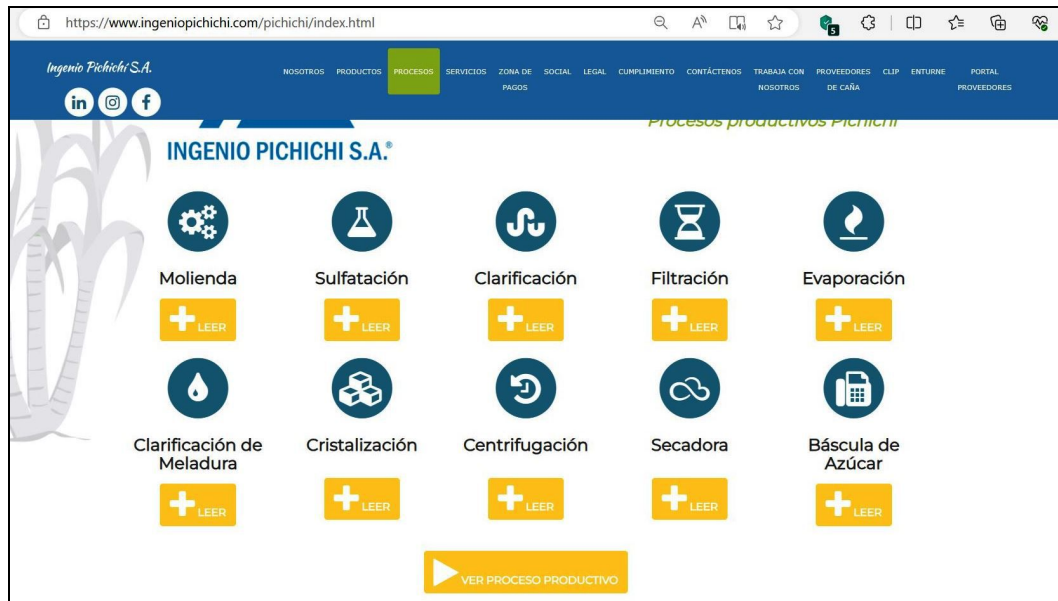 https://www.ingeniopichichi.com/pichichi/index.html
5
Ingenio Pichichi S.A.
NOSOTROS PRODUCTOS PROCESOS SERVICIOS ZONA DE PAGOS SOCIAL LEGAL CUMPLIMIENTO CONTÁCTENOS TRABAJA CON NOSOTROS PROVEEDORES DE CAÑA CLIP ENTURNE PORTAL PROVEEDORES
in f
Procesos productivos Pichichi
INGENIO PICHICHI S.A.®
Molienda Sulfatación Clarificación Filtración Evaporación
LEER LEER LEER LEER LEER
Clarificación de Meladura Cristalización Centrifugación Secadora Báscula de Azúcar
LEER LEER LEER LEER LEER
VER PROCESO PRODUCTIVO